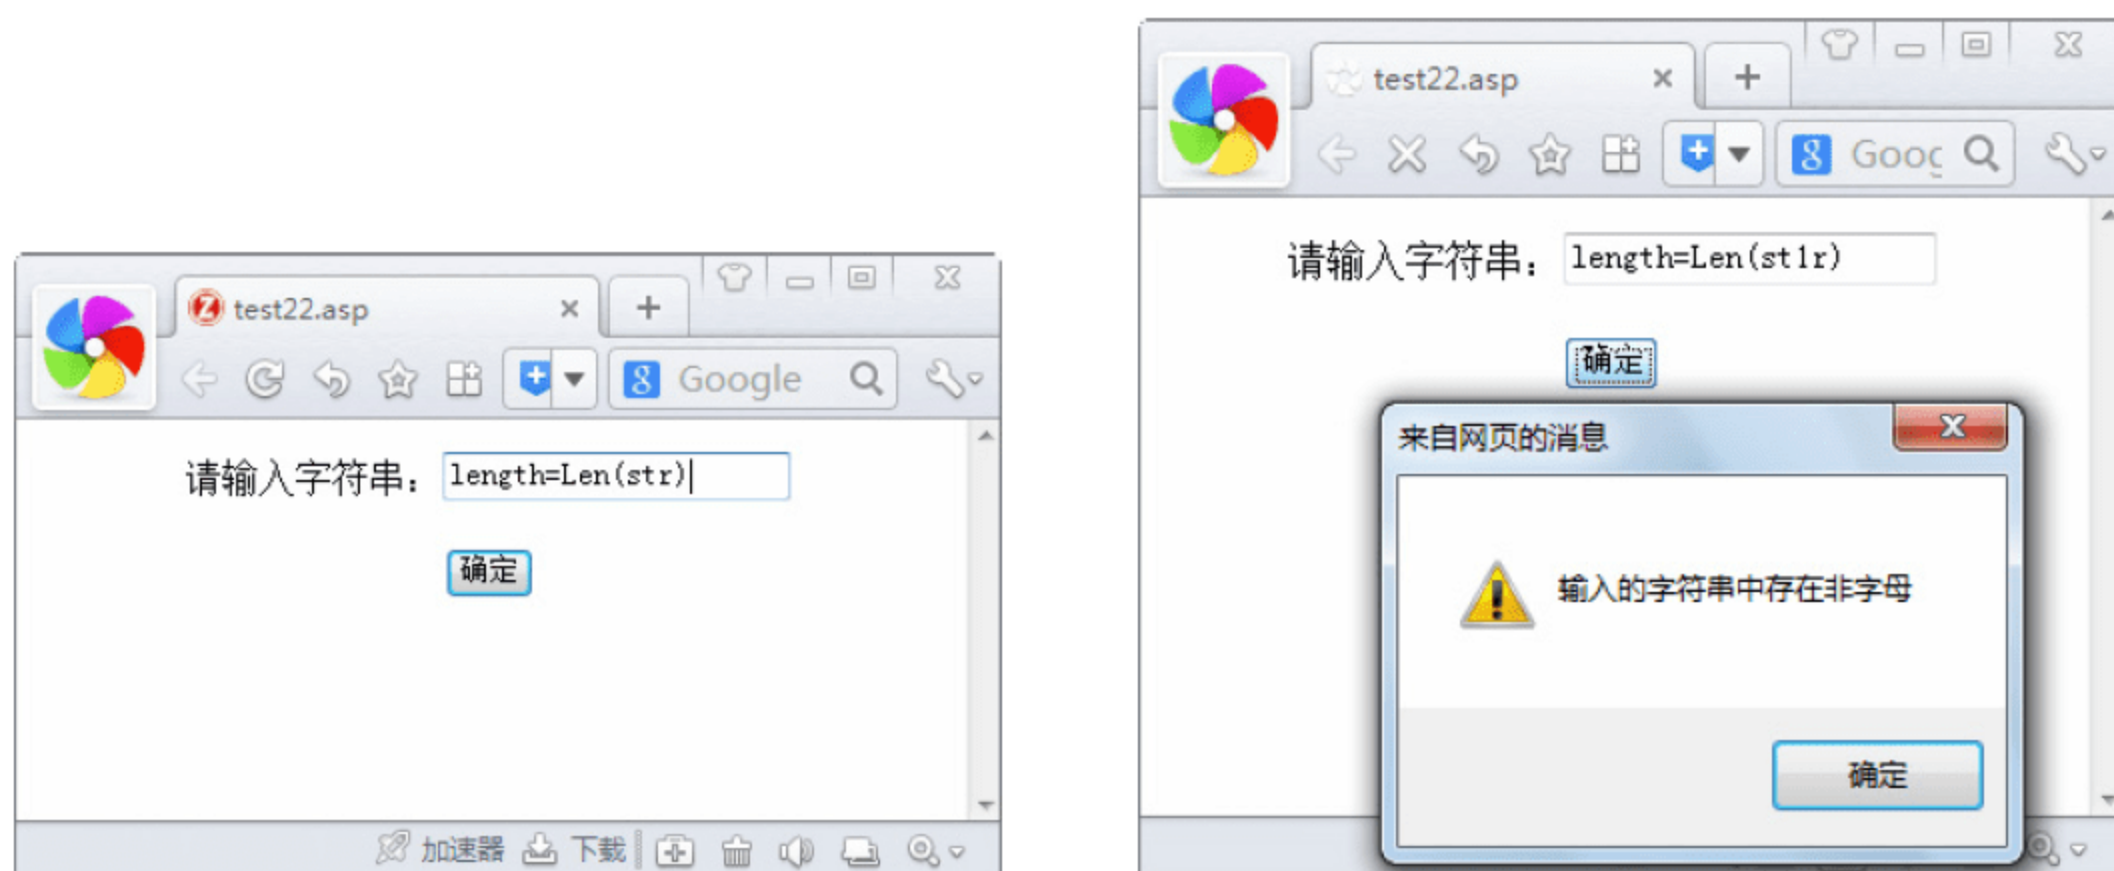 test22.asp
Google
请输入字符串：length=Len(str)
确定
加速器 下载
test22.asp
Goog
请输入字符串：length=Len(st1r)
确定
来自网页的消息
输入的字符串中存在非字母
确定